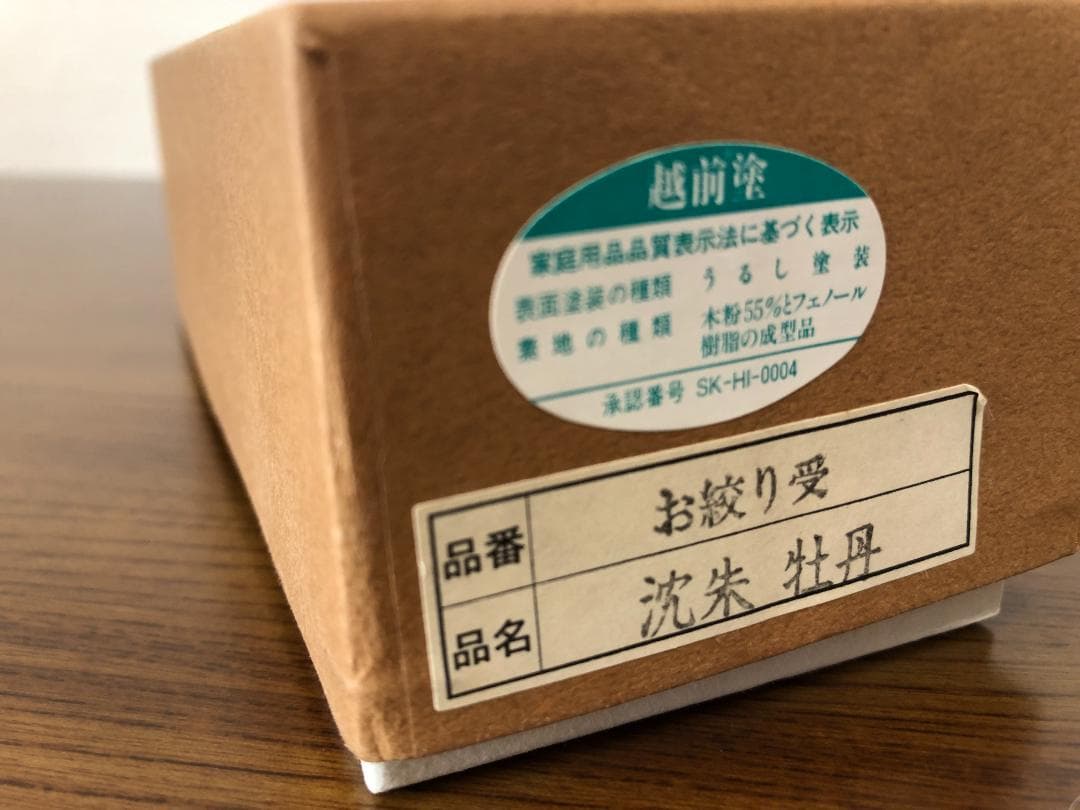 越前塗
家庭用品品質表示法に基づく表示
表面塗装の種類 うるし塗装
素地の種類 木粉55%とフェノール
樹脂の成型品
承認番号 SK-HI-0004
品番 お絞り受
品名 沈朱 牡丹